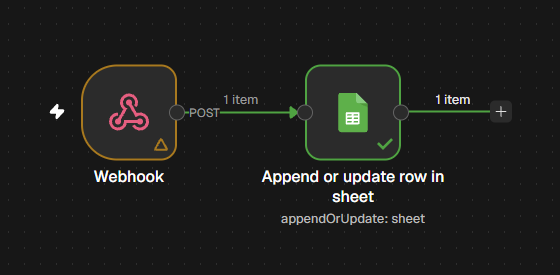 POST
1 item
1 item
Webhook
Append or update row in
sheet
appendOrUpdate: sheet